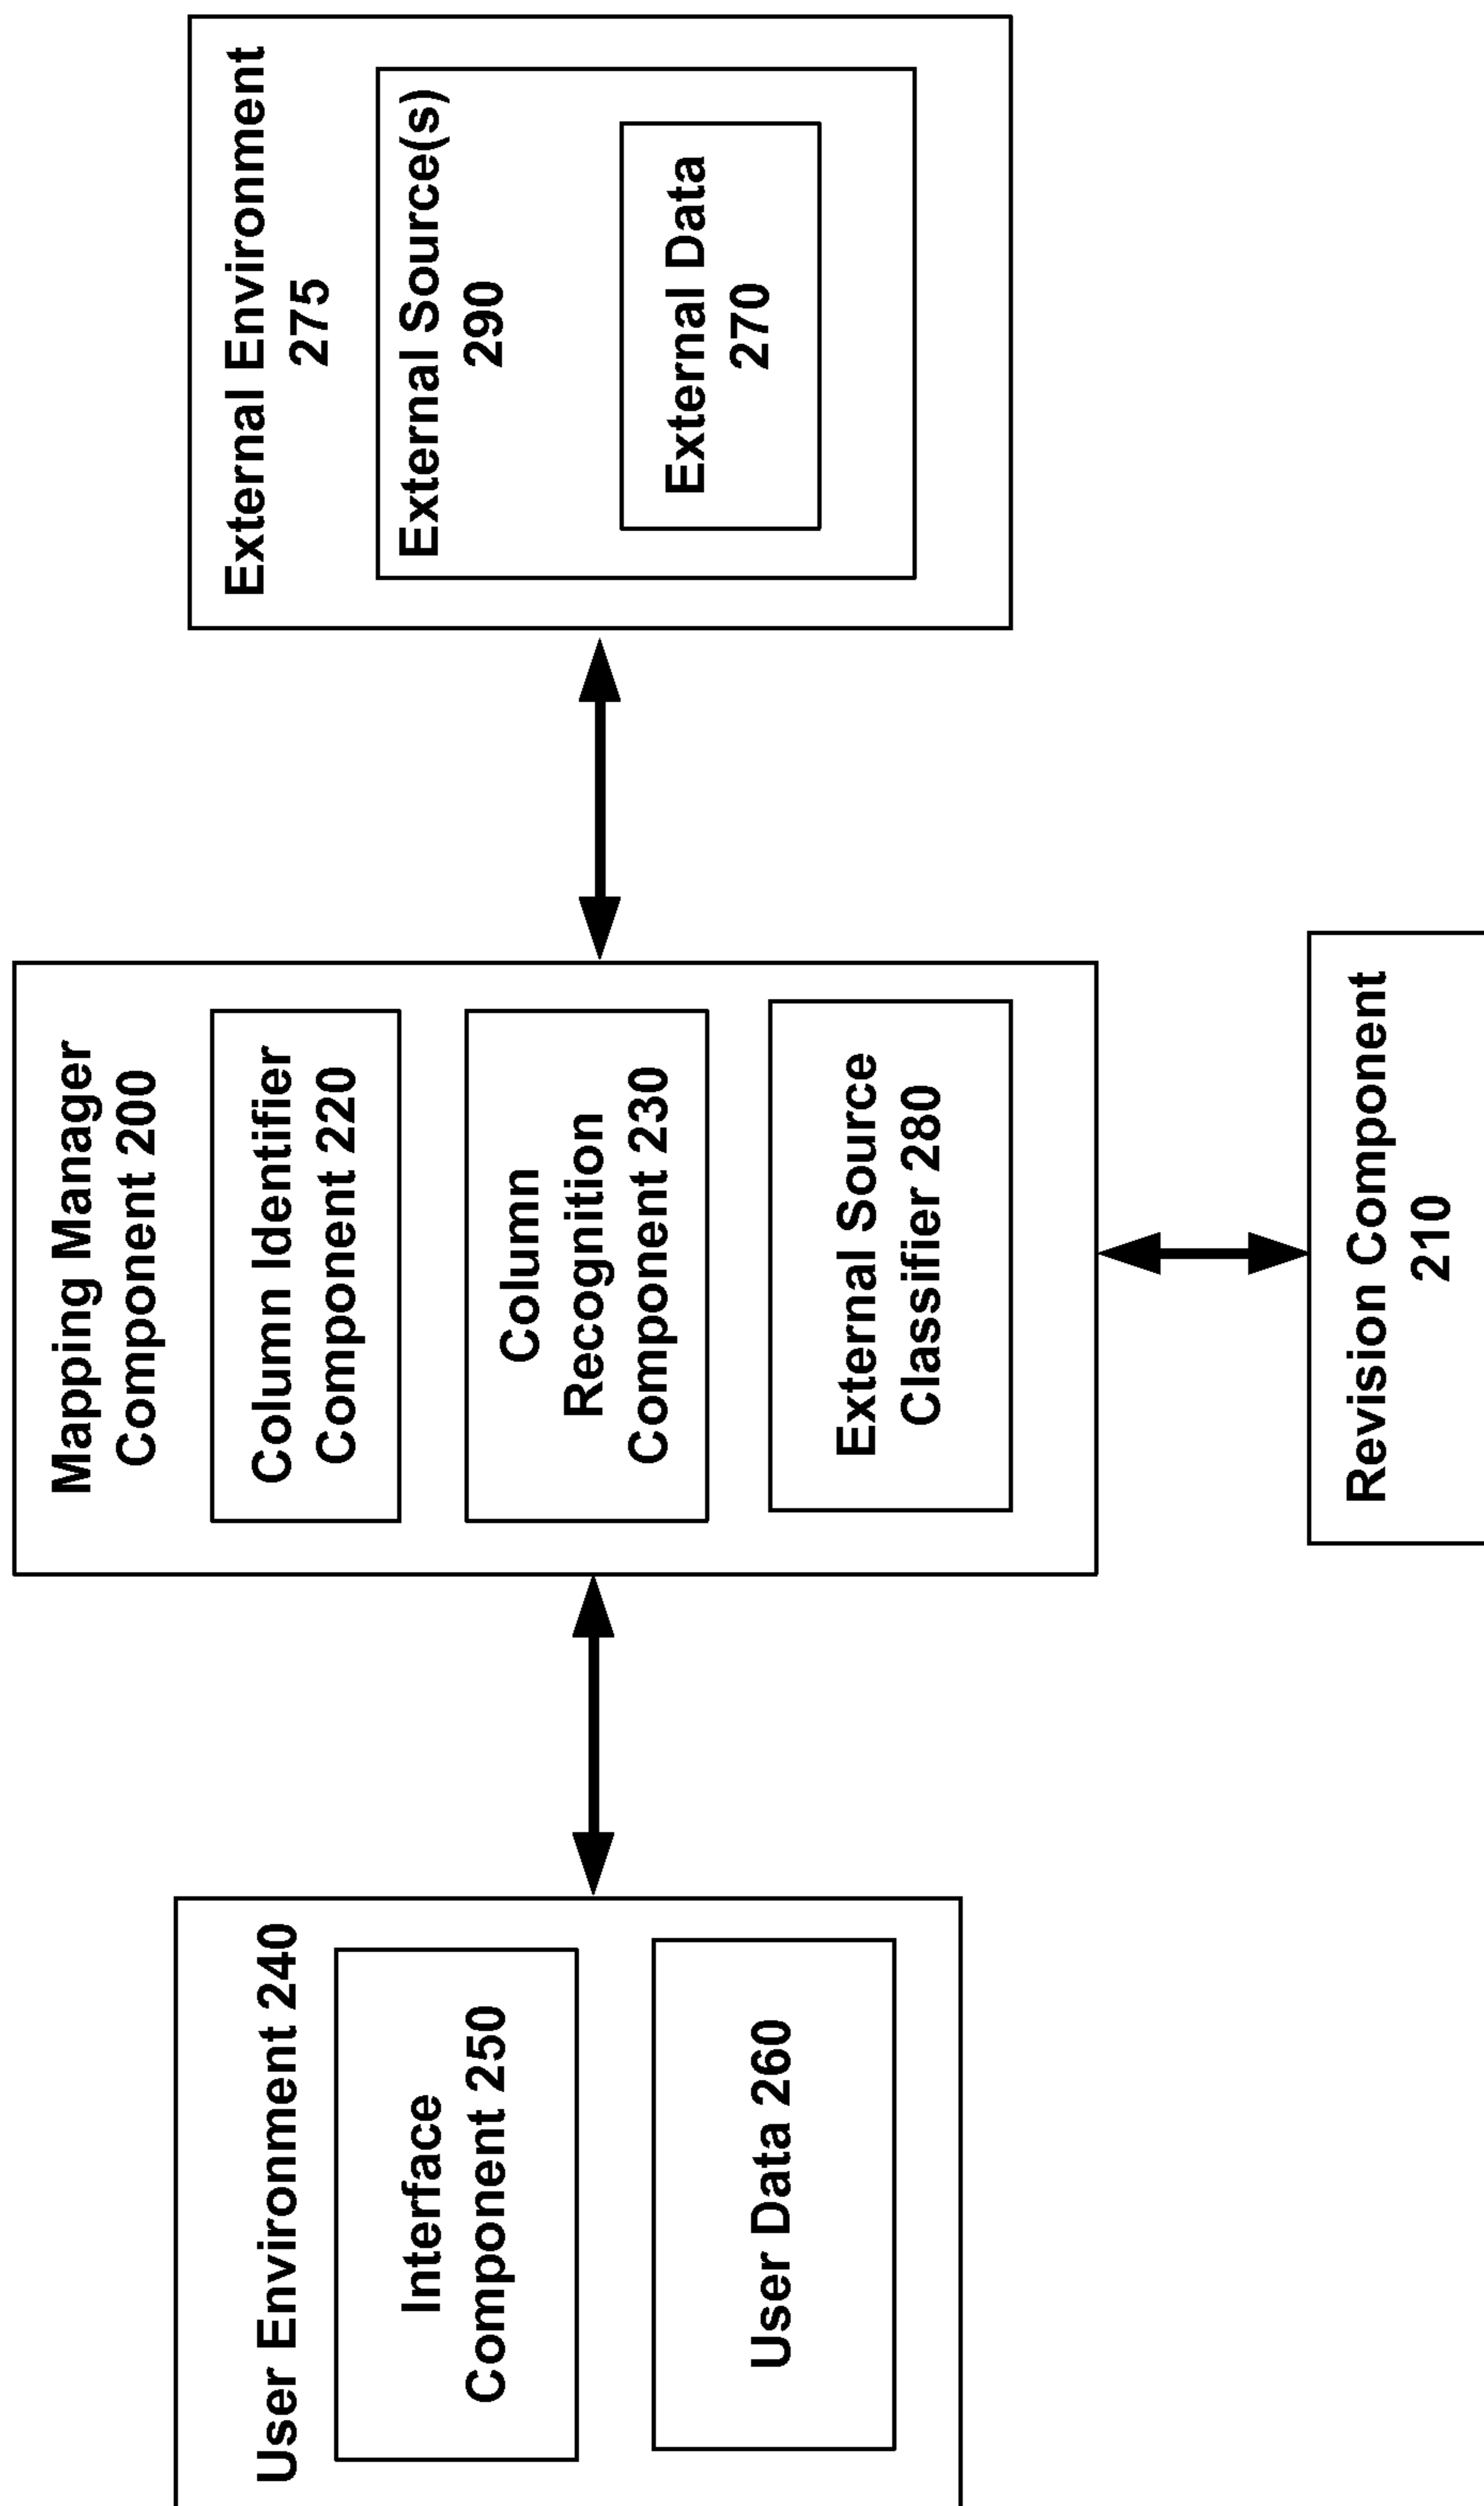 User Environment 240
Interface
Component 250
User Data 260
Mapping Manager
Component 200
Column Identifier
Component 220
Column
Recognition
Component 230
External Source
Classifier 280
External Environment
275
External Source(s)
290
External Data
270
Revision Component
210